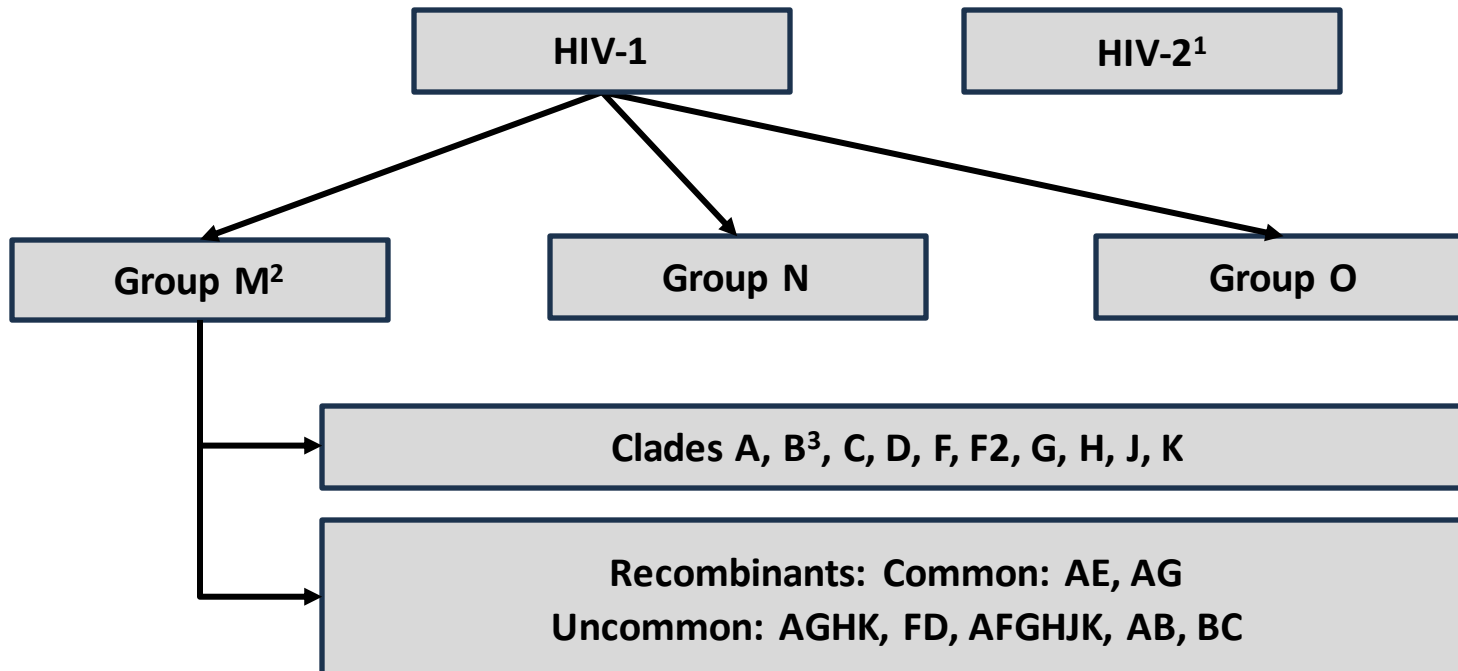 HIV-1
HIV-2¹
Group M²
Group N
Group O
Clades A, B³, C, D, F, F2, G, H, J, K
Recombinants: Common: AE, AG
Uncommon: AGHK, FD, AFGHJK, AB, BC